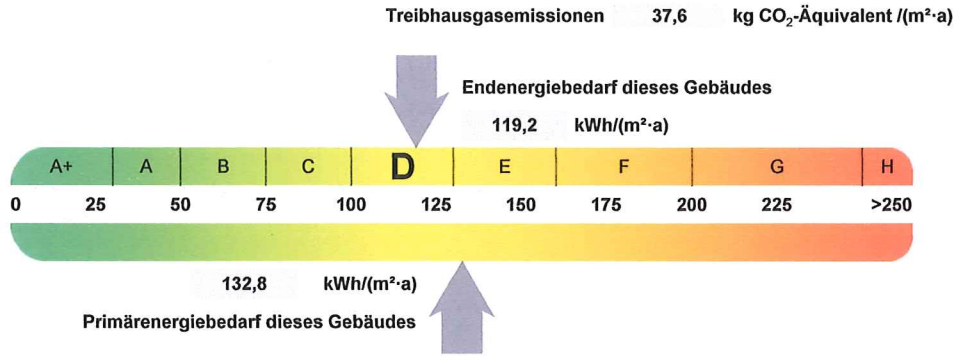 Treibhausgasemissionen 37,6 kg CO₂-Äquivalent /(m²·a)
Endenergiebedarf dieses Gebäudes
119,2 kWh/(m²·a)
A+ A B C D E F G H
0 25 50 75 100 125 150 175 200 225 >250
132,8 kWh/(m²·a)
Primärenergiebedarf dieses Gebäudes